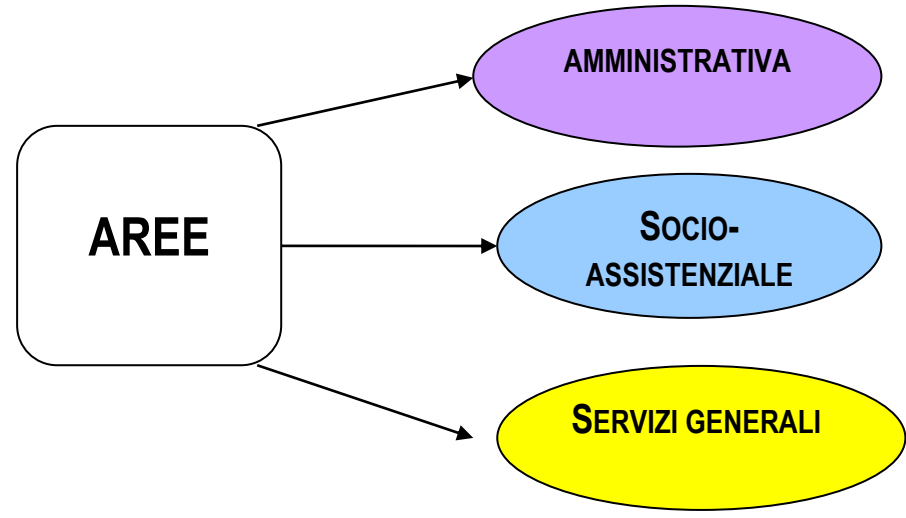 AREE
AMMINISTRATIVA
SOCIO-
ASSISTENZIALE
SERVIZI GENERALI